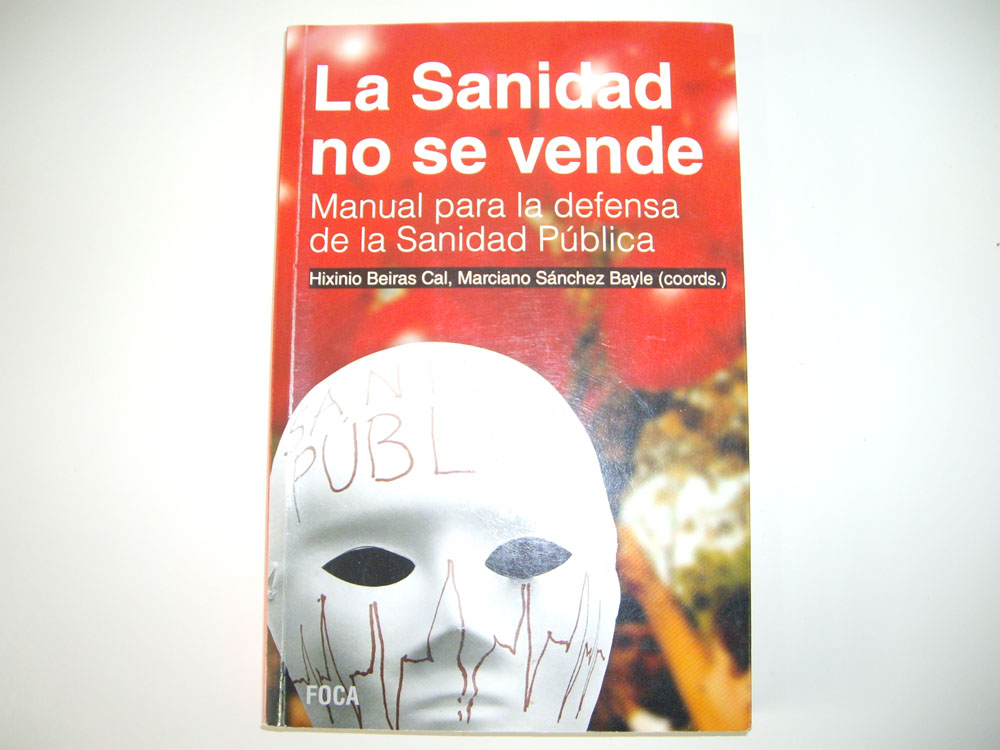 La Sanidad
no se vende
Manual para la defensa
de la Sanidad Pública
Hixinio Beiras Cal, Marciano Sánchez Bayle (coords.)
SANI
PÚBL
FOCA